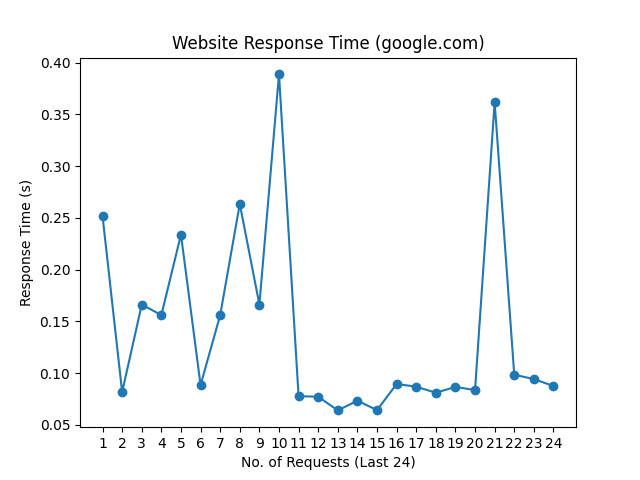 Website Response Time (google.com)
0.40
0.35
0.30
0.25
0.20
0.15
0.10
0.05
Response Time (s)
1 2 3 4 5 6 7 8 9 10 11 12 13 14 15 16 17 18 19 20 21 22 23 24
No. of Requests (Last 24)